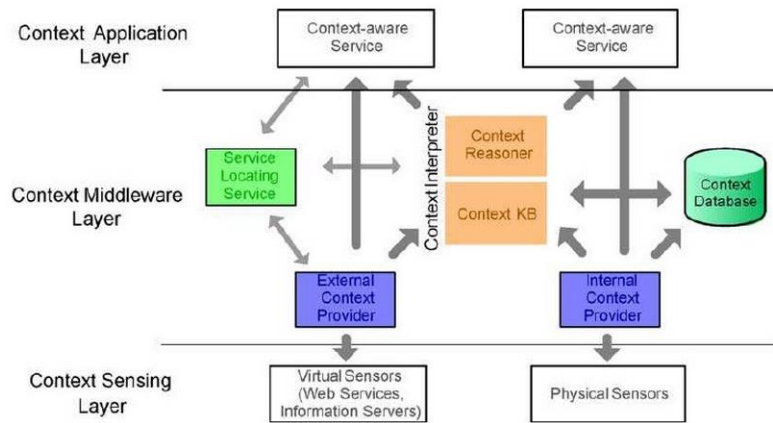 Context Application
Layer
Context-aware
Service
Context-aware
Service
Context Middleware
Layer
Service
Locating
Service
Context Interpreter
Context
Reasoner
Context KB
Context
Database
External
Context
Provider
Internal
Context
Provider
Context Sensing
Layer
Virtual Sensors
(Web Services,
Information Servers)
Physical Sensors